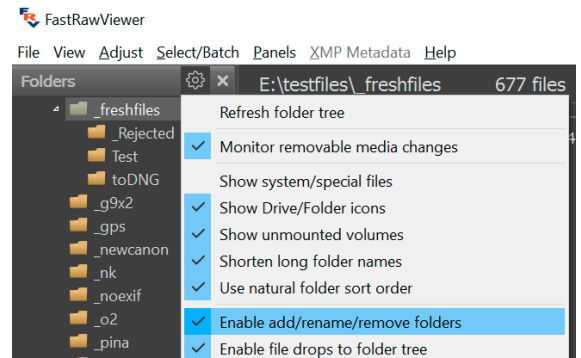 FastRawViewer
File View Adjust Select/Batch Panels XMP Metadata Help
Folders E:\testfiles\_freshfiles 677 files
_freshfiles
_Rejected
Test
toDNG
_g9x2
_gps
_newcanon
_nk
_noexif
_o2
_pina
Refresh folder tree
Monitor removable media changes
Show system/special files
Show Drive/Folder icons
Show unmounted volumes
Shorten long folder names
Use natural folder sort order
Enable add/rename/remove folders
Enable file drops to folder tree